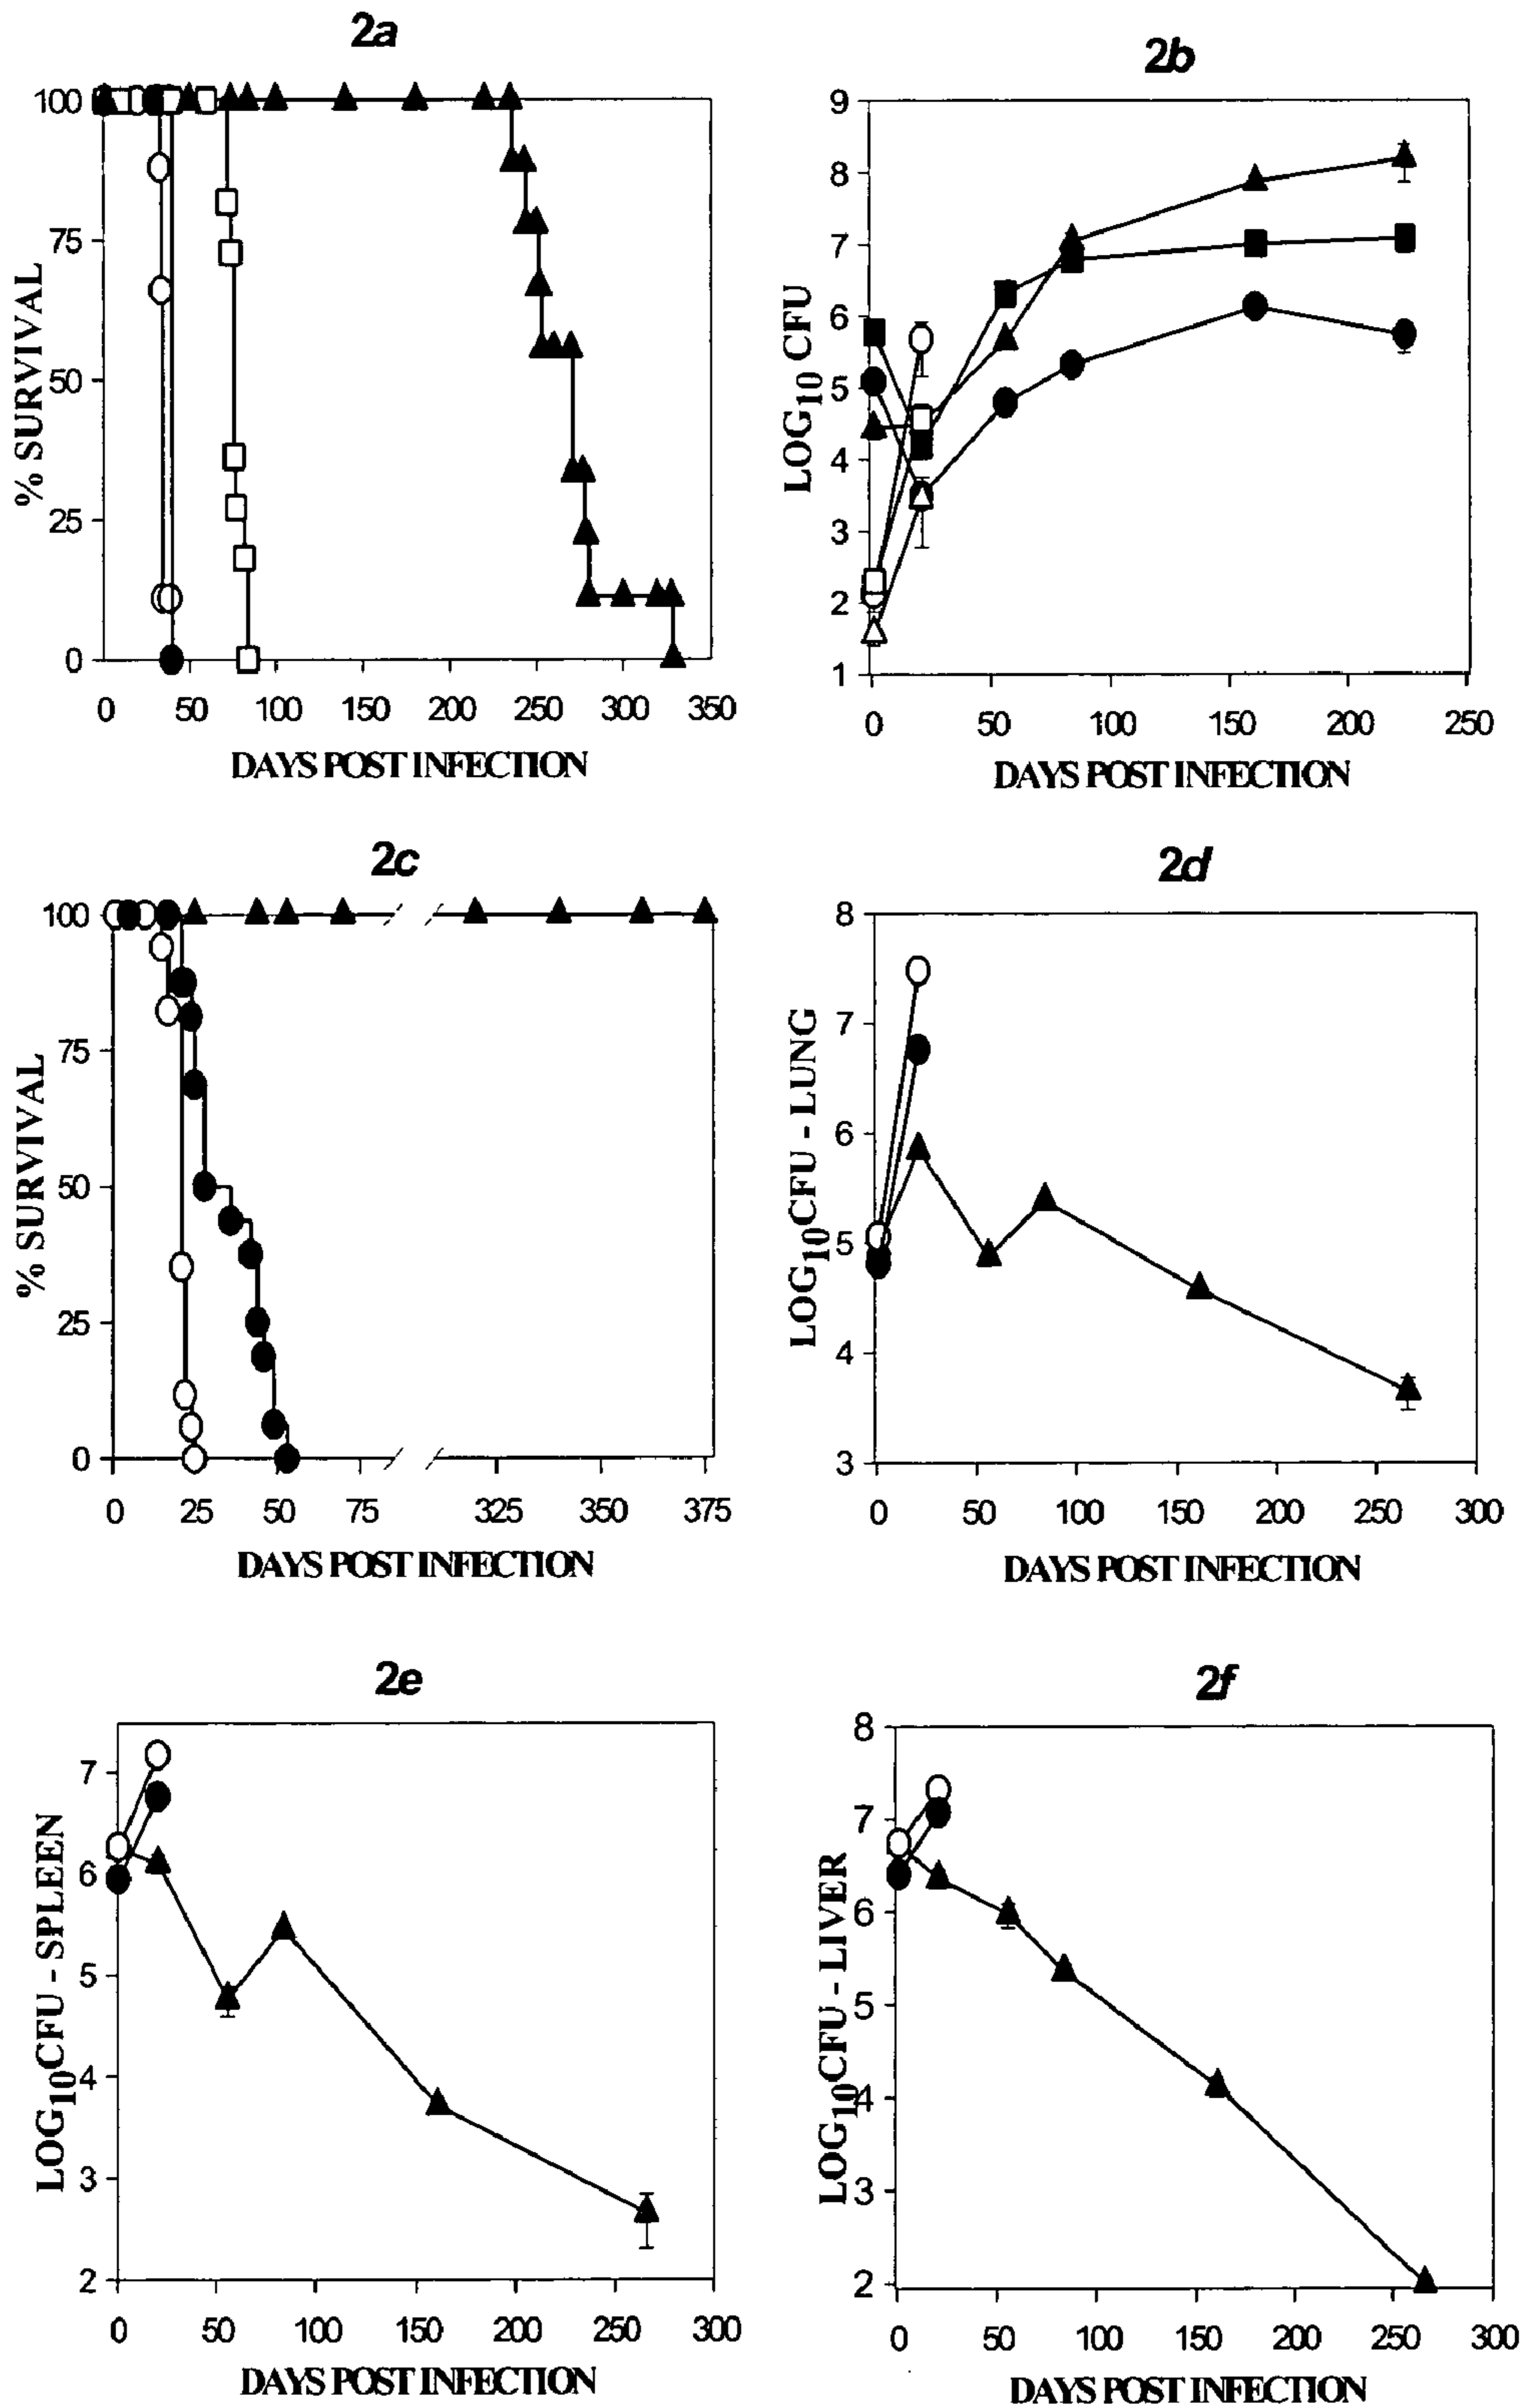 2a
100
75
50
25
0
% SURVIVAL
0 50 100 150 200 250 300 350
DAYS POST INFECTION
2b
9
8
7
6
5
4
3
2
1
LOG10 CFU
0 50 100 150 200 250
DAYS POST INFECTION
2c
100
75
50
25
0
% SURVIVAL
0 25 50 75 325 350 375
DAYS POST INFECTION
2d
8
7
6
5
4
3
LOG10CFU - LUNG
0 50 100 150 200 250 300
DAYS POST INFECTION
2e
7
6
5
4
3
2
LOG10CFU - SPLEEN
0 50 100 150 200 250 300
DAYS POST INFECTION
2f
8
7
6
5
4
3
2
LOG10CFU - LIVER
0 50 100 150 200 250 300
DAYS POST INFECTION